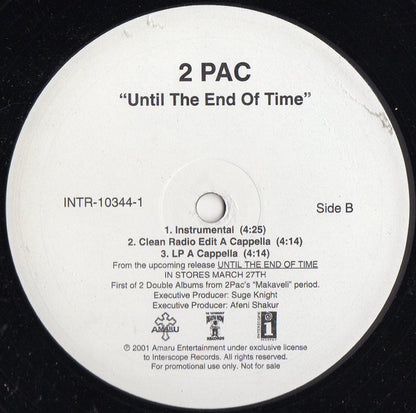 2 PAC
"Until The End Of Time"
INTR-10344-1
Side B
1. Instrumental (4:25)
2. Clean Radio Edit A Cappella (4:14)
3. LP A Cappella (4:14)
From the upcoming release UNTIL THE END OF TIME
IN STORES MARCH 27TH
First of 2 Double Albums from 2Pac's "Makaveli" period.
Executive Producer: Suge Knight
Executive Producer: Afeni Shakur
AMARU
DEATH ROW
i
℗ 2001 Amaru Entertainment under exclusive license
to Interscope Records. All rights reserved.
For promotional use only. Not for sale